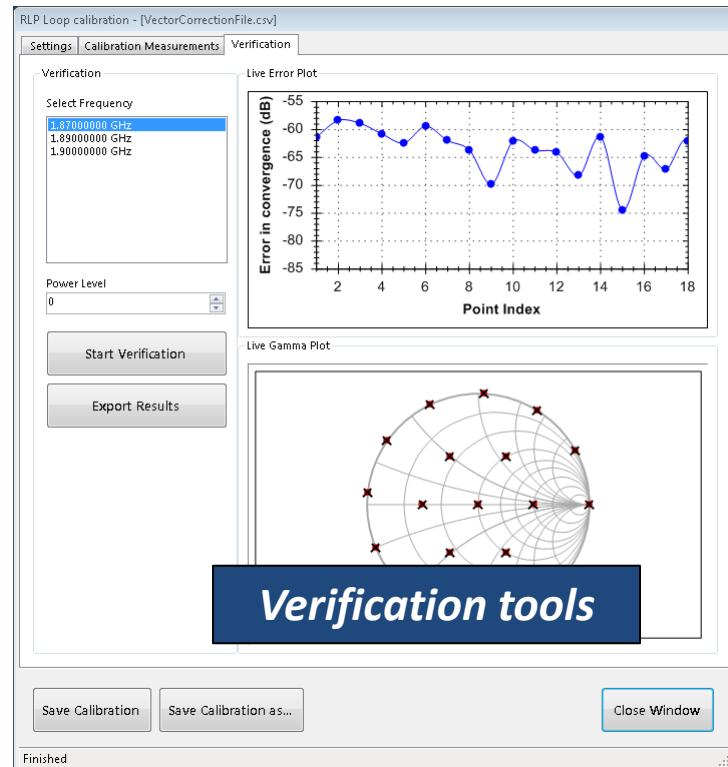 RLP Loop calibration - [VectorCorrectionFile.csv]
Settings
Calibration Measurements
Verification
Verification
Select Frequency
1.87000000 GHz
1.89000000 GHz
1.90000000 GHz
Power Level
0
Start Verification
Export Results
Live Error Plot
Error in convergence (dB)
-55
-60
-65
-70
-75
-80
-85
2 4 6 8 10 12 14 16 18
Point Index
Live Gamma Plot
Verification tools
Save Calibration
Save Calibration as...
Close Window
Finished